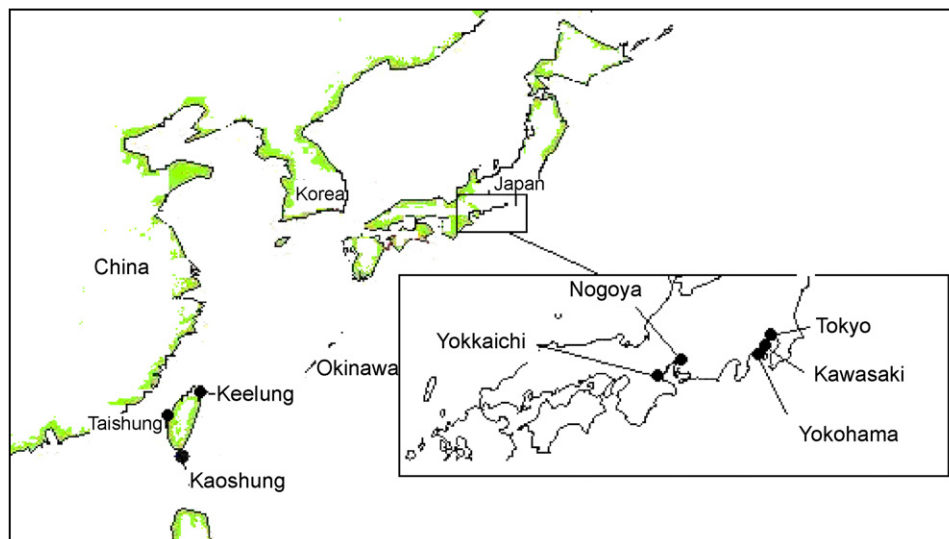 Japan
Korea
China
Nogoya
Tokyo
Yokkaichi
Okinawa
Kawasaki
Keelung
Taishung
Yokohama
Kaoshung